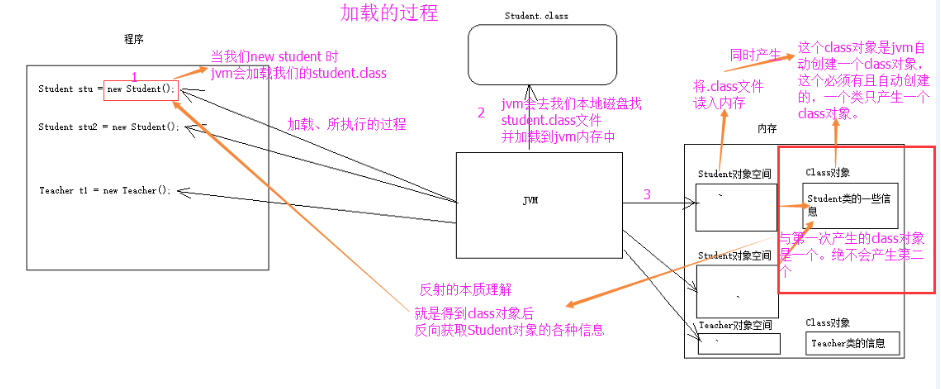 加载的过程
Student.class
程序
当我们new student 时
jvm会加载我们的student.class
1
Student stu = new Student();
Student stu2 = new Student();
Teacher t1 = new Teacher();
加载、所执行的过程
2
jvm会去我们本地磁盘找
student.class文件
并加载到jvm内存中
JVM
3
同时产生
将.class文件
读入内存
这个class对象是jvm自
动创建一个class对象，
这个必须有且自动创建
的，一个类只产生一个
class对象。
内存
Student对象空间
Class对象
Student类的一些信
息
与第一次产生的class对象
是一个。绝不会产生第二
个
Student对象空间
Teacher对象空间
Class对象
Teacher类的信息
反射的本质理解
就是得到class对象后
反向获取Student对象的各种信息